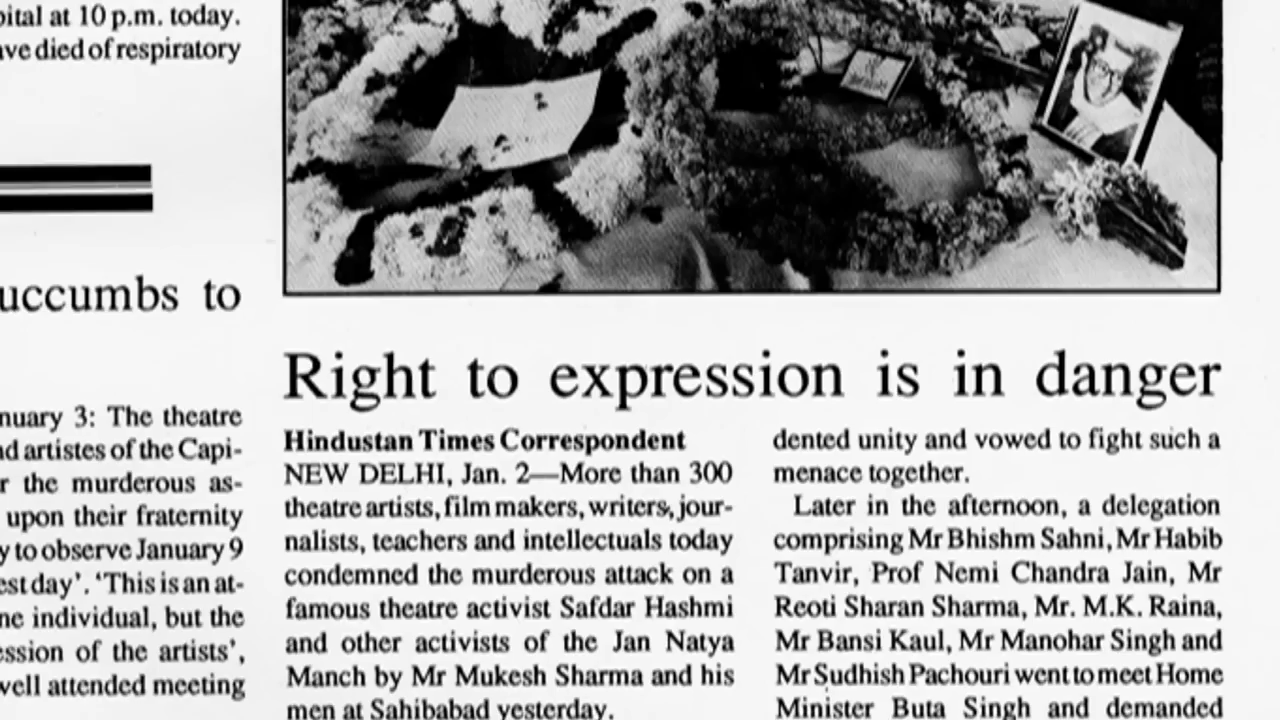 pital at 10 p.m. today.
ave died of respiratory
uccumbs to
nuary 3: The theatre
nd artistes of the Capi-
r the murderous as-
upon their fraternity
y to observe January 9
est day'. 'This is an at-
ne individual, but the
ession of the artists',
well attended meeting
Right to expression is in danger
Hindustan Times Correspondent
NEW DELHI, Jan. 2—More than 300
theatre artists, film makers, writers, jour-
nalists, teachers and intellectuals today
condemned the murderous attack on a
famous theatre activist Safdar Hashmi
and other activists of the Jan Natya
Manch by Mr Mukesh Sharma and his
men at Sahibabad yesterday.
dented unity and vowed to fight such a
menace together.
Later in the afternoon, a delegation
comprising Mr Bhishm Sahni, Mr Habib
Tanvir, Prof Nemi Chandra Jain, Mr
Reoti Sharan Sharma, Mr. M.K. Raina,
Mr Bansi Kaul, Mr Manohar Singh and
Mr Sudhish Pachouri went to meet Home
Minister Buta Singh and demanded